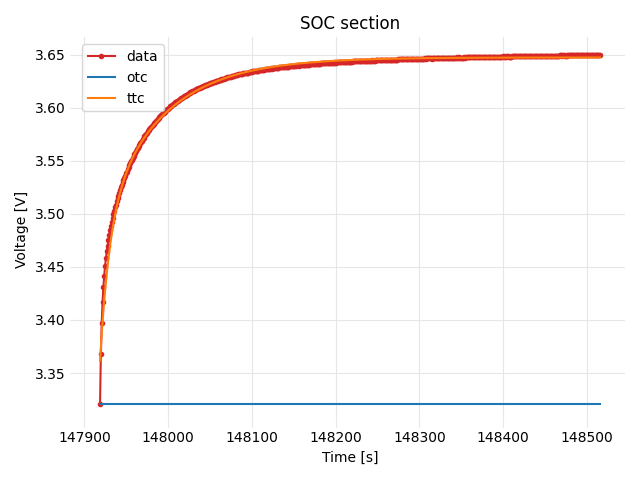 SOC section
data
otc
ttc
Voltage [V]
3.65
3.60
3.55
3.50
3.45
3.40
3.35
147900 148000 148100 148200 148300 148400 148500
Time [s]